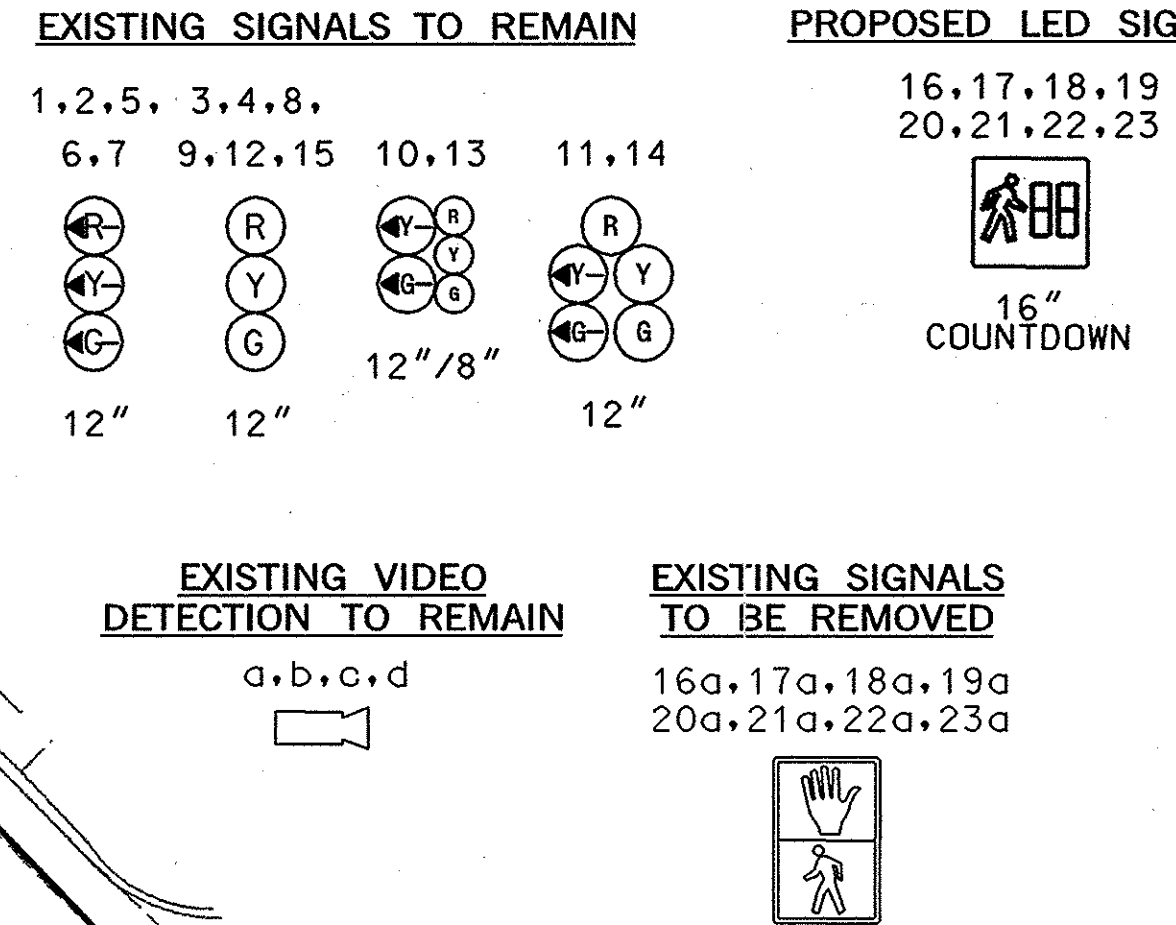 EXISTING SIGNALS TO REMAIN
1,2,5, 3,4,8,
6,7 9,12,15 10,13 11,14
R R Y R R
Y Y Y Y Y
G G G G G G
12" 12" 12"/8" 12"
PROPOSED LED SIG
16,17,18,19
20,21,22,23
88
16"
COUNTDOWN
EXISTING VIDEO
DETECTION TO REMAIN
a,b,c,d
EXISTING SIGNALS
TO BE REMOVED
16a,17a,18a,19a
20a,21a,22a,23a